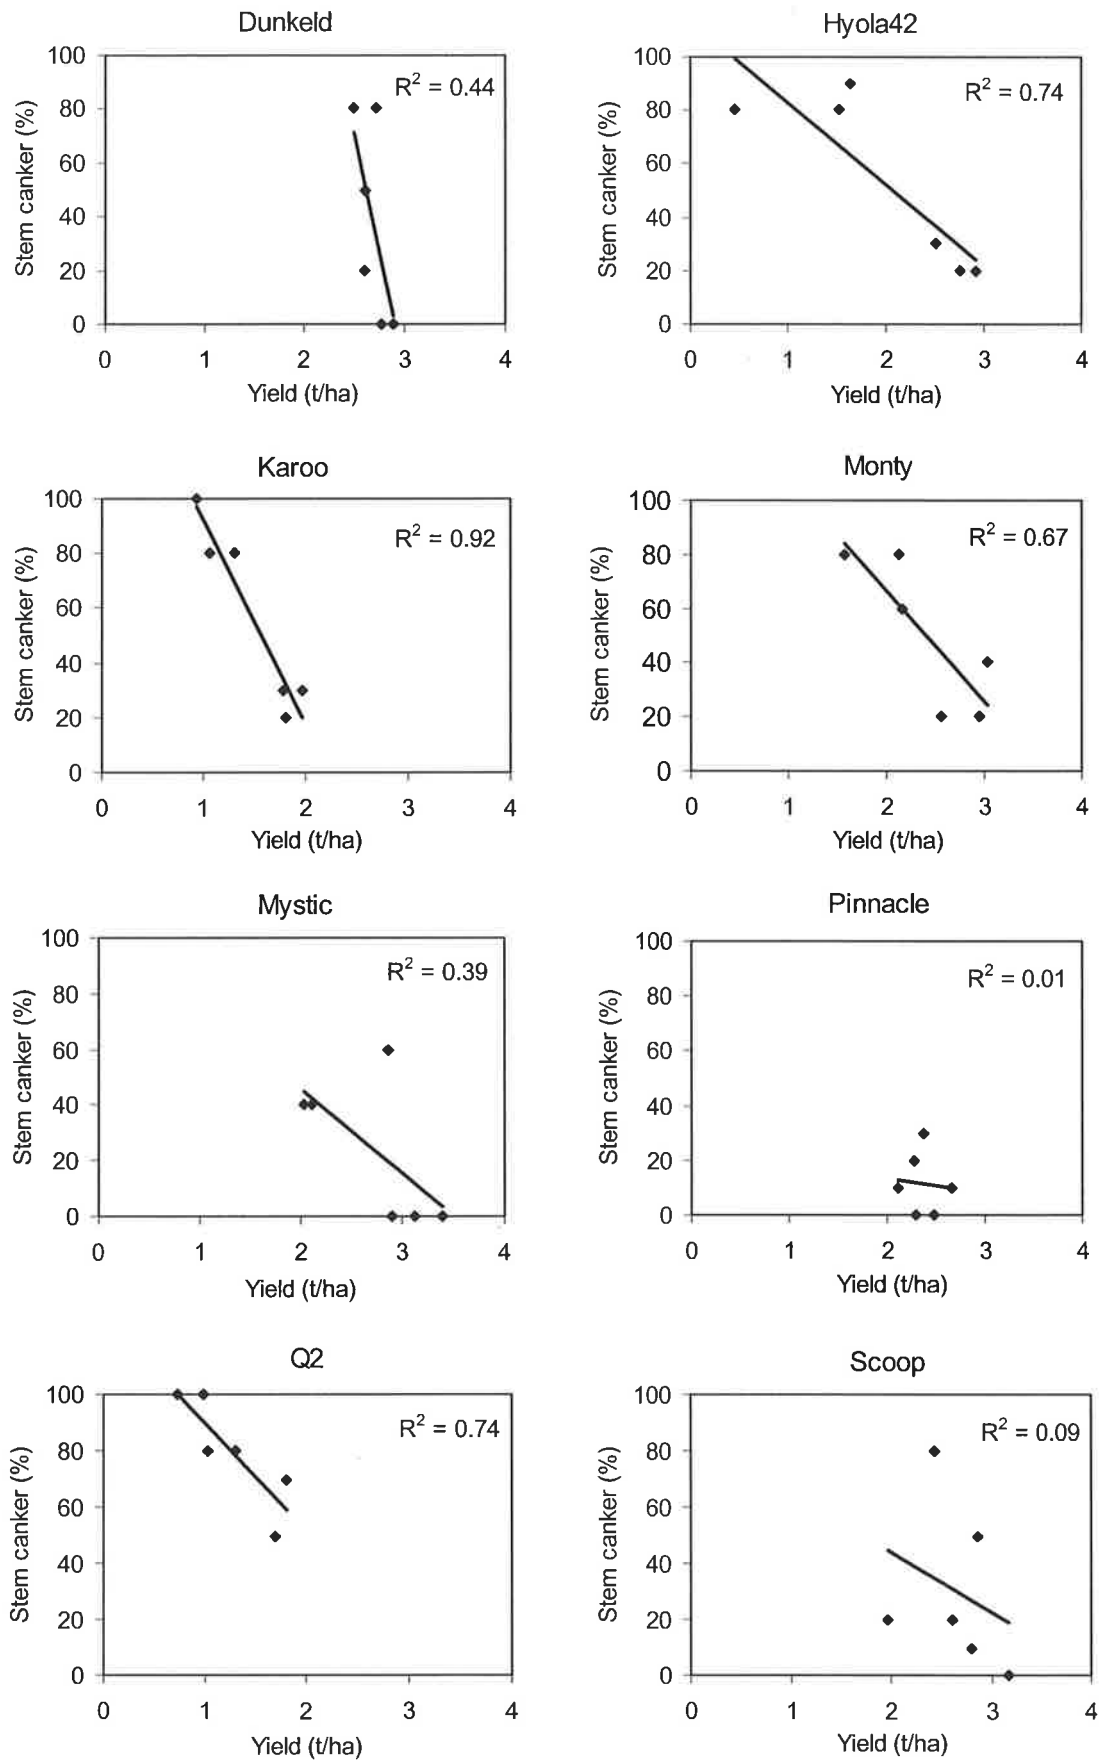 Dunkeld
R² = 0.44
Stem canker (%)
100
80
60
40
20
0
0 1 2 3 4
Yield (t/ha)
Hyola42
R² = 0.74
Stem canker (%)
100
80
60
40
20
0
0 1 2 3 4
Yield (t/ha)
Karoo
R² = 0.92
Stem canker (%)
100
80
60
40
20
0
0 1 2 3 4
Yield (t/ha)
Monty
R² = 0.67
Stem canker (%)
100
80
60
40
20
0
0 1 2 3 4
Yield (t/ha)
Mystic
R² = 0.39
Stem canker (%)
100
80
60
40
20
0
0 1 2 3 4
Yield (t/ha)
Pinnacle
R² = 0.01
Stem canker (%)
100
80
60
40
20
0
0 1 2 3 4
Yield (t/ha)
Q2
R² = 0.74
Stem canker (%)
100
80
60
40
20
0
0 1 2 3 4
Yield (t/ha)
Scoop
R² = 0.09
Stem canker (%)
100
80
60
40
20
0
0 1 2 3 4
Yield (t/ha)